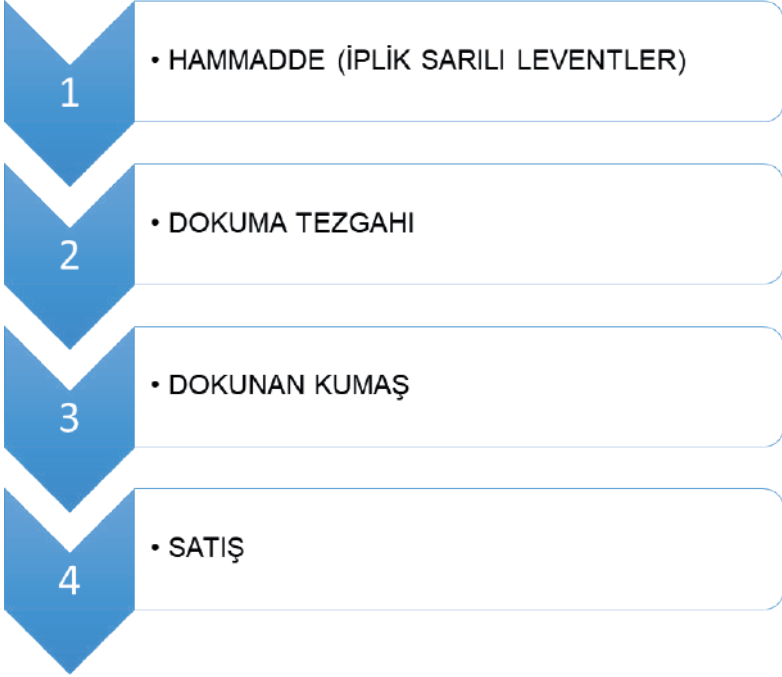 1
• HAMMADDE (İPLİK SARILI LEVENTLER)
2
• DOKUMA TEZGAHI
3
• DOKUNAN KUMAŞ
4
• SATIŞ